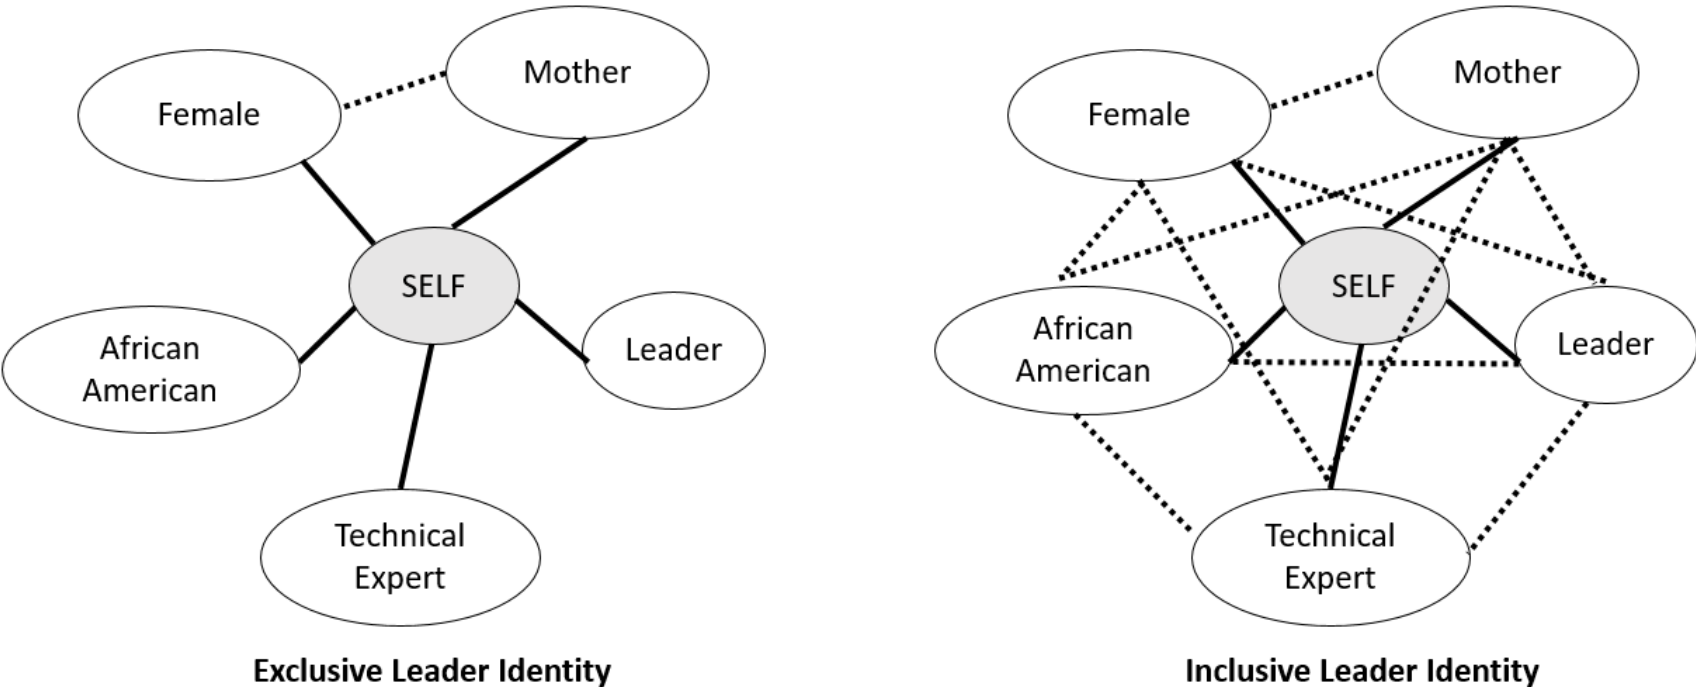 Female
Mother
SELF
African
American
Leader
Technical
Expert
Exclusive Leader Identity
Female
Mother
SELF
African
American
Leader
Technical
Expert
Inclusive Leader Identity